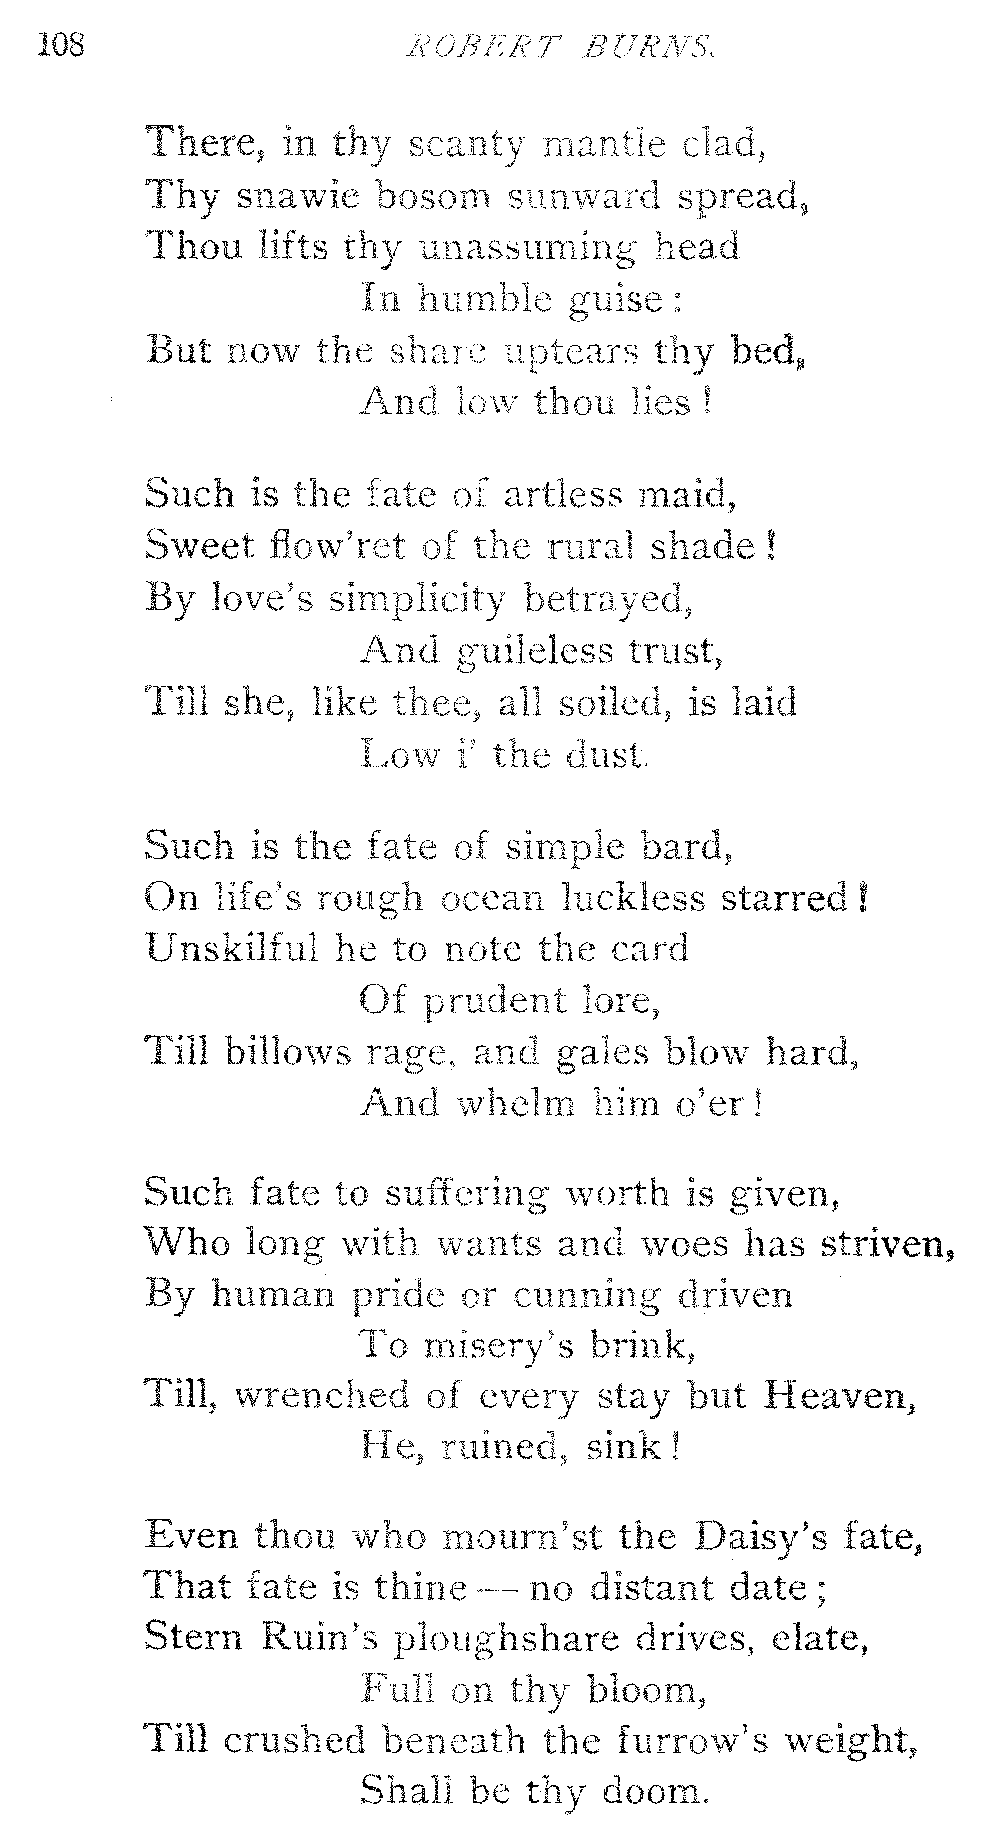 108 ROBERT BURNS.
There, in thy scanty mantle clad,
Thy snawie bosom sunward spread,
Thou lifts thy unassuming head
In humble guise:
But now the share uptears thy bed,
And low thou lies!
Such is the fate of artless maid,
Sweet flow'ret of the rural shade!
By love's simplicity betrayed,
And guileless trust,
Till she, like thee, all soiled, is laid
Low i' the dust.
Such is the fate of simple bard,
On life's rough ocean luckless starred!
Unskilful he to note the card
Of prudent lore,
Till billows rage, and gales blow hard,
And whelm him o'er!
Such fate to suffering worth is given,
Who long with wants and woes has striven,
By human pride or cunning driven
To misery's brink,
Till, wrenched of every stay but Heaven,
He, ruined, sink!
Even thou who mourn'st the Daisy's fate,
That fate is thine — no distant date;
Stern Ruin's ploughshare drives, elate,
Full on thy bloom,
Till crushed beneath the furrow's weight,
Shall be thy doom.